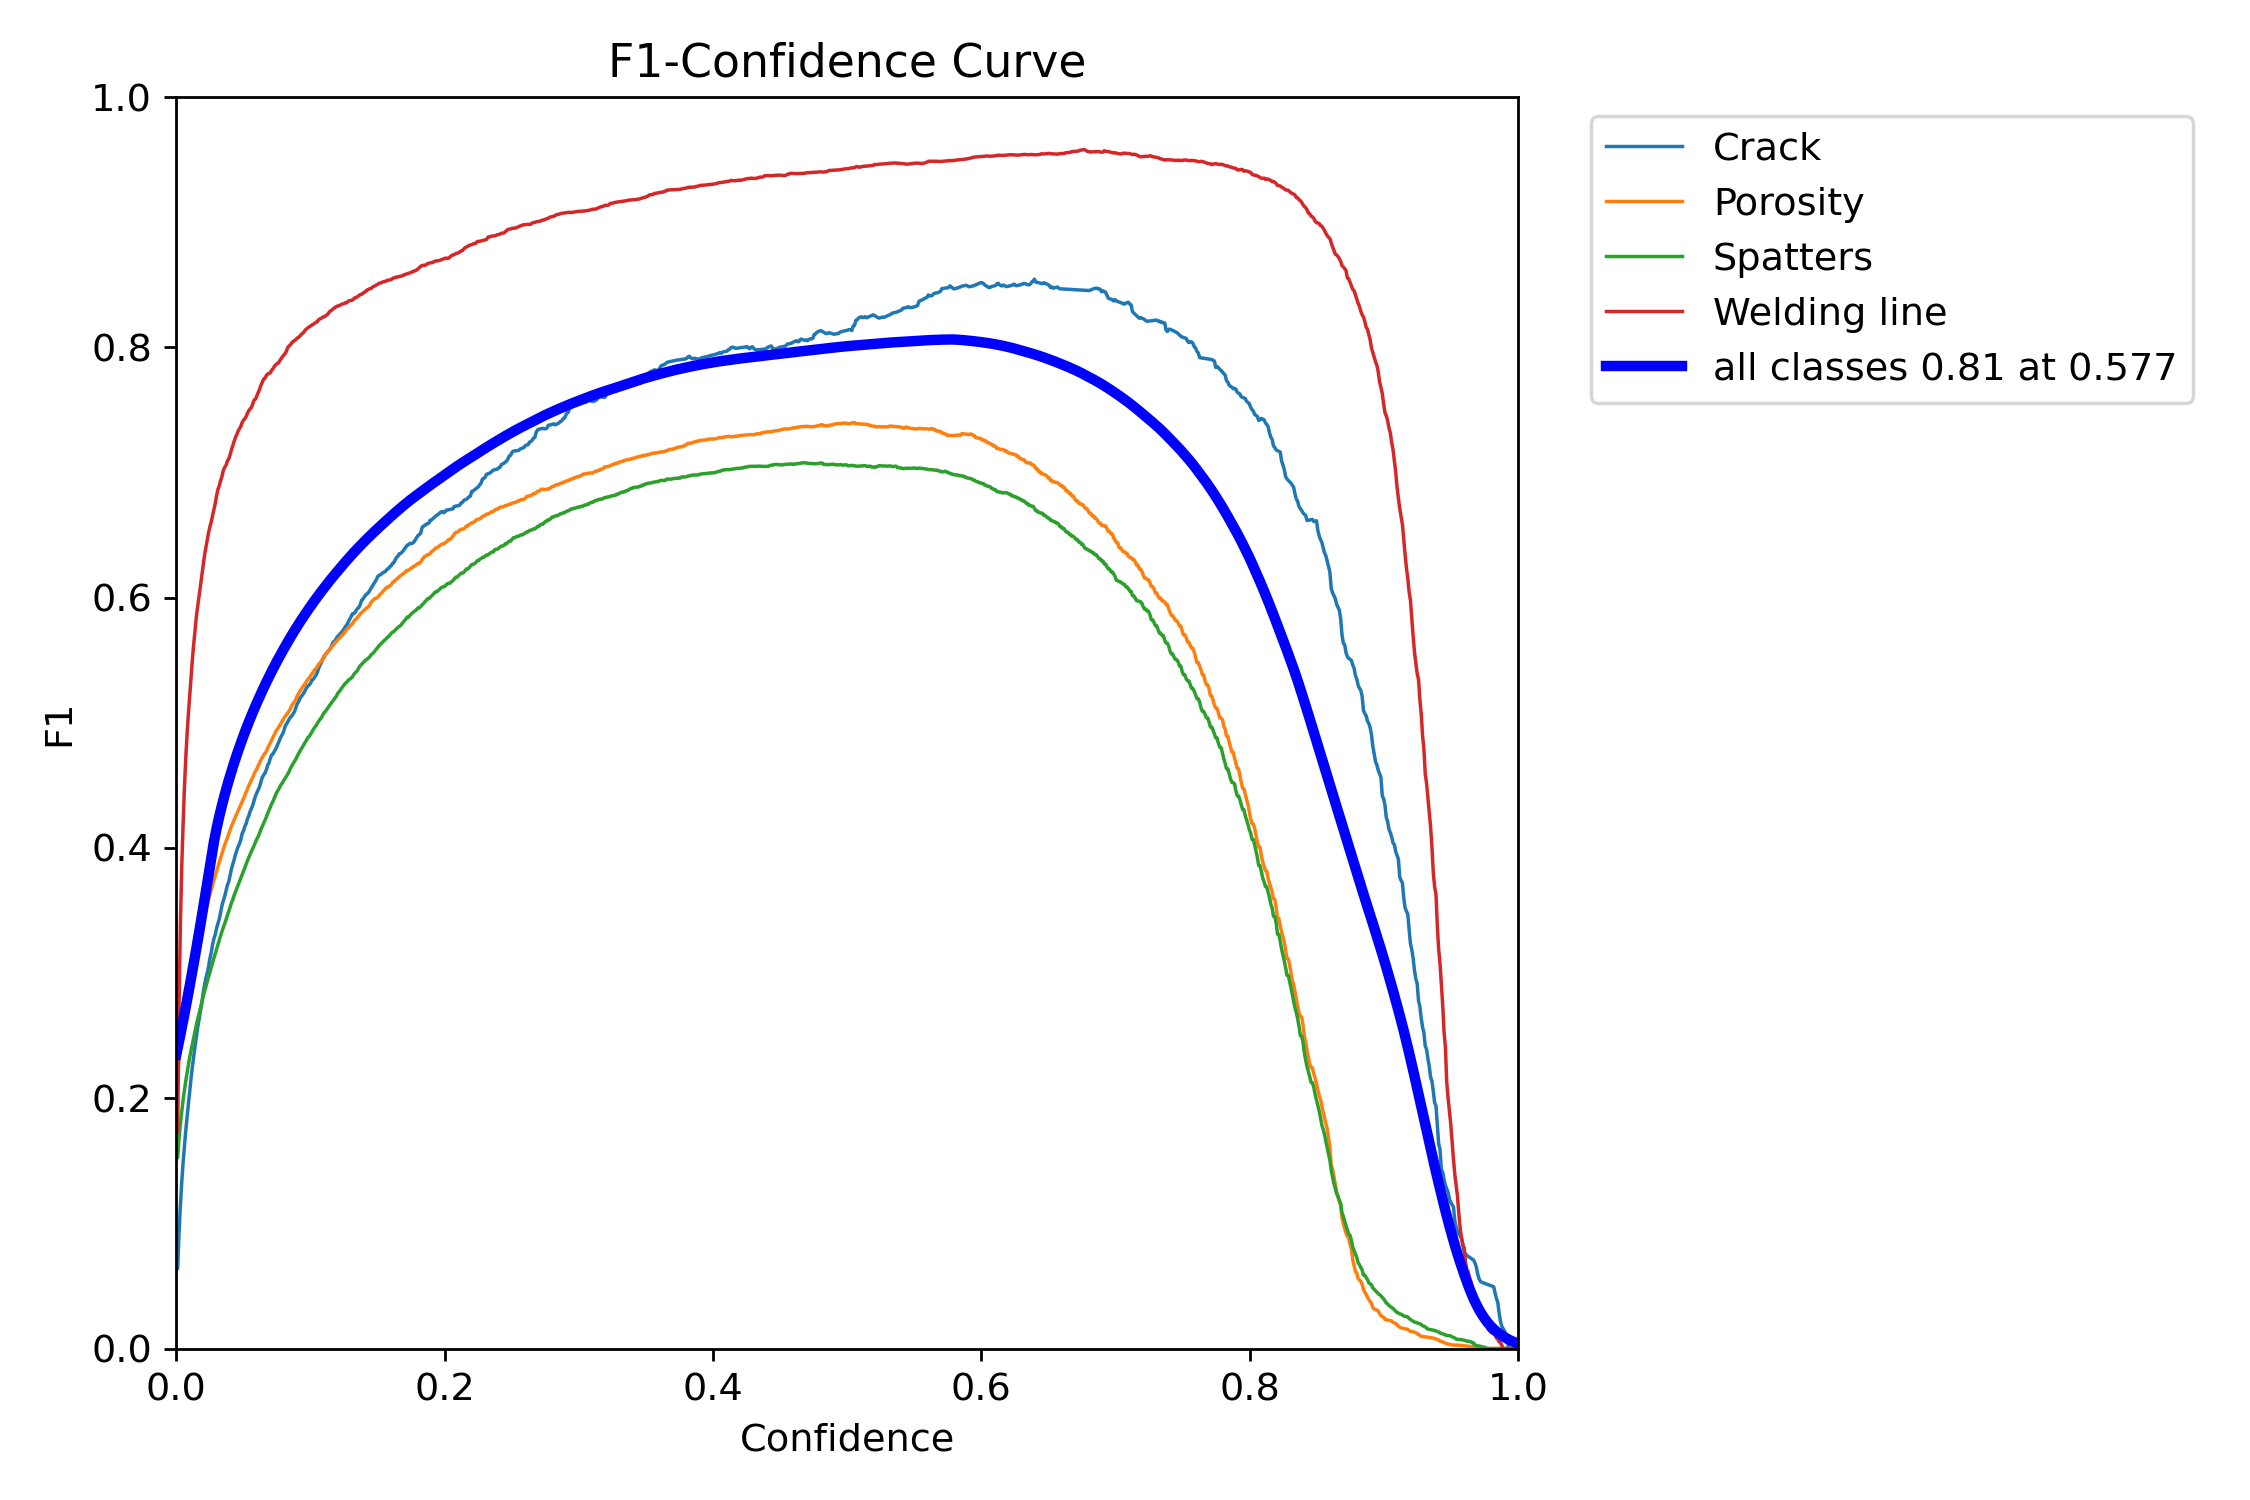 F1-Confidence Curve
1.0
0.8
0.6
0.4
0.2
0.0
F1
0.0 0.2 0.4 0.6 0.8 1.0
Confidence
Crack
Porosity
Spatters
Welding line
all classes 0.81 at 0.577